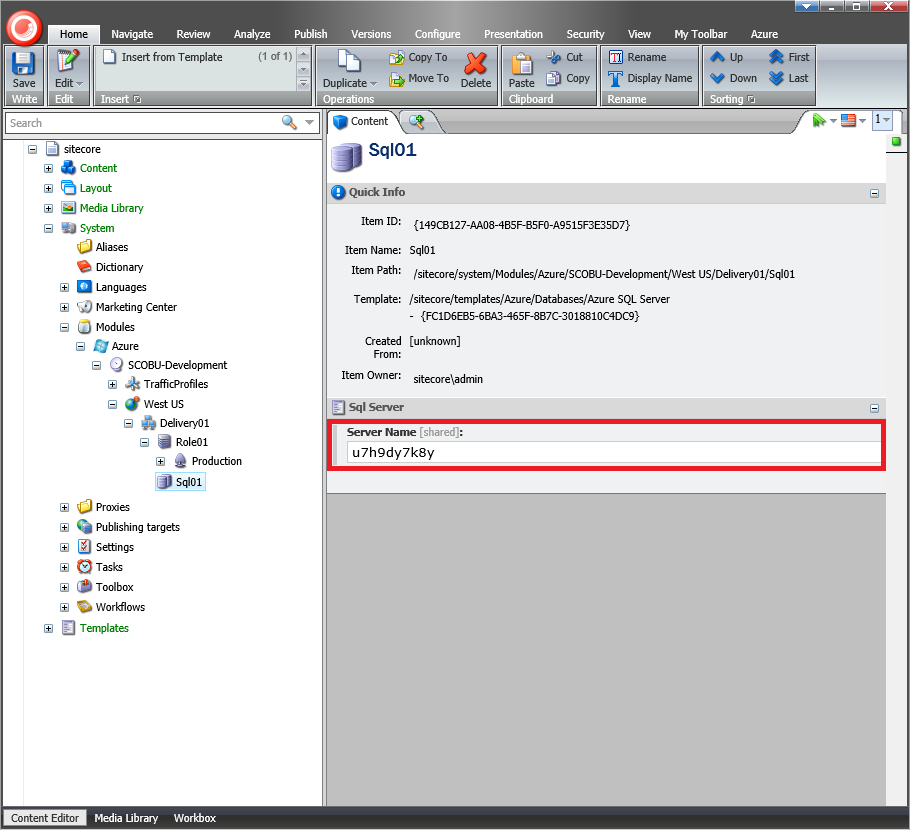 Home Navigate Review Analyze Publish Versions Configure Presentation Security View My Toolbar Azure
Insert from Template (1 of 1)
Save
Edit
Duplicate
Copy To
Move To
Delete
Paste
Cut
Copy
Rename
Display Name
Up
Down
First
Last
Write Edit Insert Operations Clipboard Rename Sorting
Search
sitecore
Content
Layout
Media Library
System
Aliases
Dictionary
Languages
Marketing Center
Modules
Azure
SCOBU-Development
TrafficProfiles
West US
Delivery01
Role01
Production
Sql01
Proxies
Publishing targets
Settings
Tasks
Toolbox
Workflows
Templates
Content
1
Sql01
Quick Info
Item ID: {149CB127-AA08-4B5F-B5F0-A9515F3E35D7}
Item Name: Sql01
Item Path: /sitecore/system/Modules/Azure/SCOBU-Development/West US/Delivery01/Sql01
Template: /sitecore/templates/Azure/Databases/Azure SQL Server
- {FC1D6EB5-6BA3-465F-8B7C-3018810C4DC9}
Created [unknown]
From:
Item Owner: sitecore\admin
Sql Server
Server Name [shared]:
u7h9dy7k8y
Content Editor Media Library Workbox